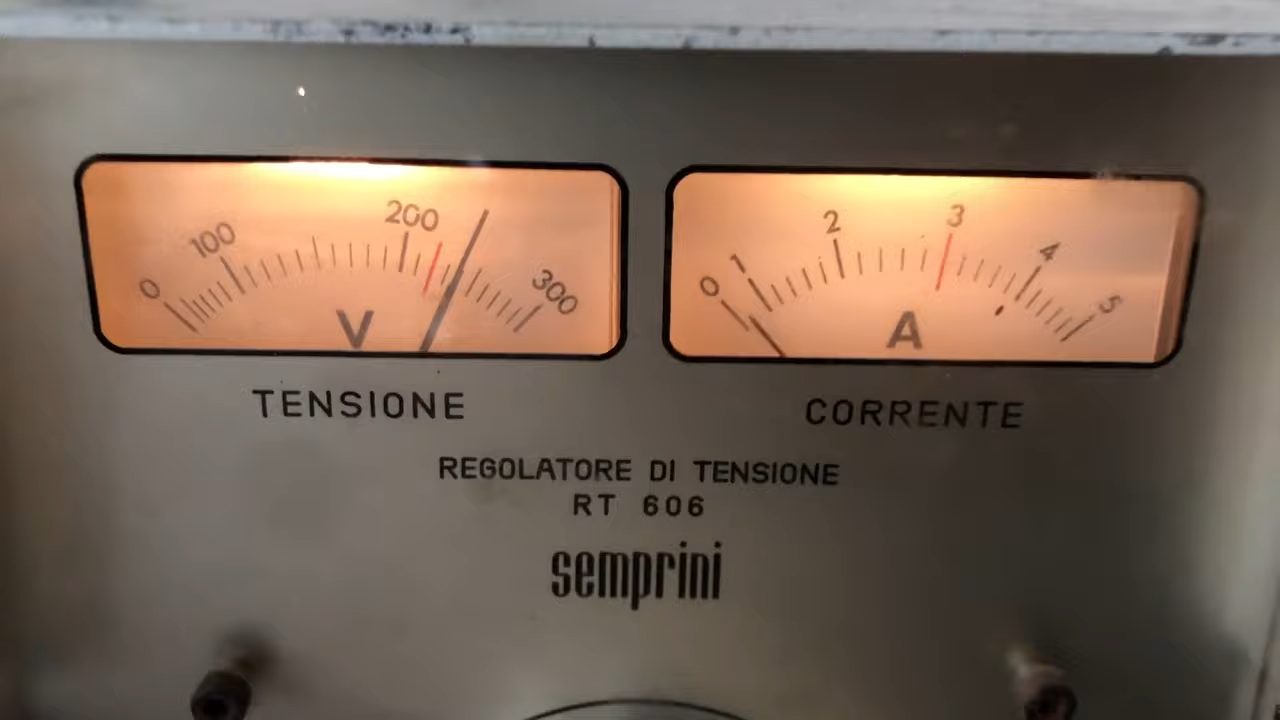 0 100 200 300
V
0 1 2 3 4 5
A
TENSIONE
CORRENTE
REGOLATORE DI TENSIONE
RT 606
semprini